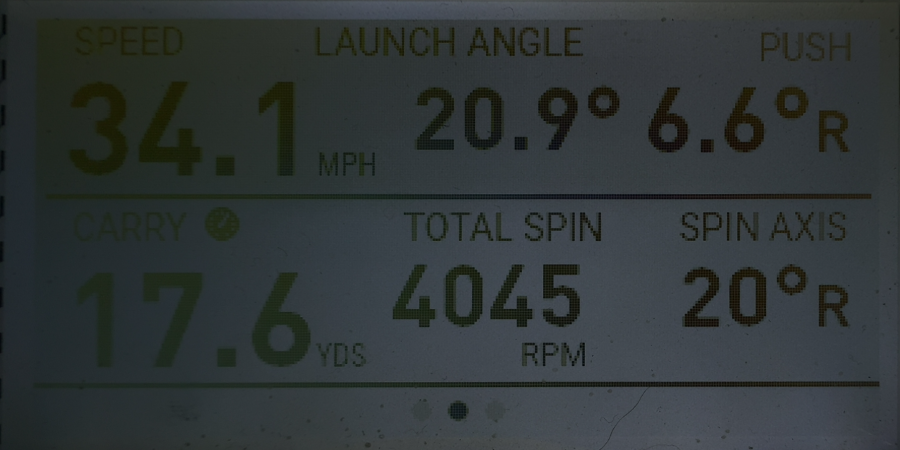 SPEED LAUNCH ANGLE PUSH
34.1 MPH 20.9° 6.6° R
CARRY TOTAL SPIN SPIN AXIS
17.6 YDS 4045 RPM 20° R